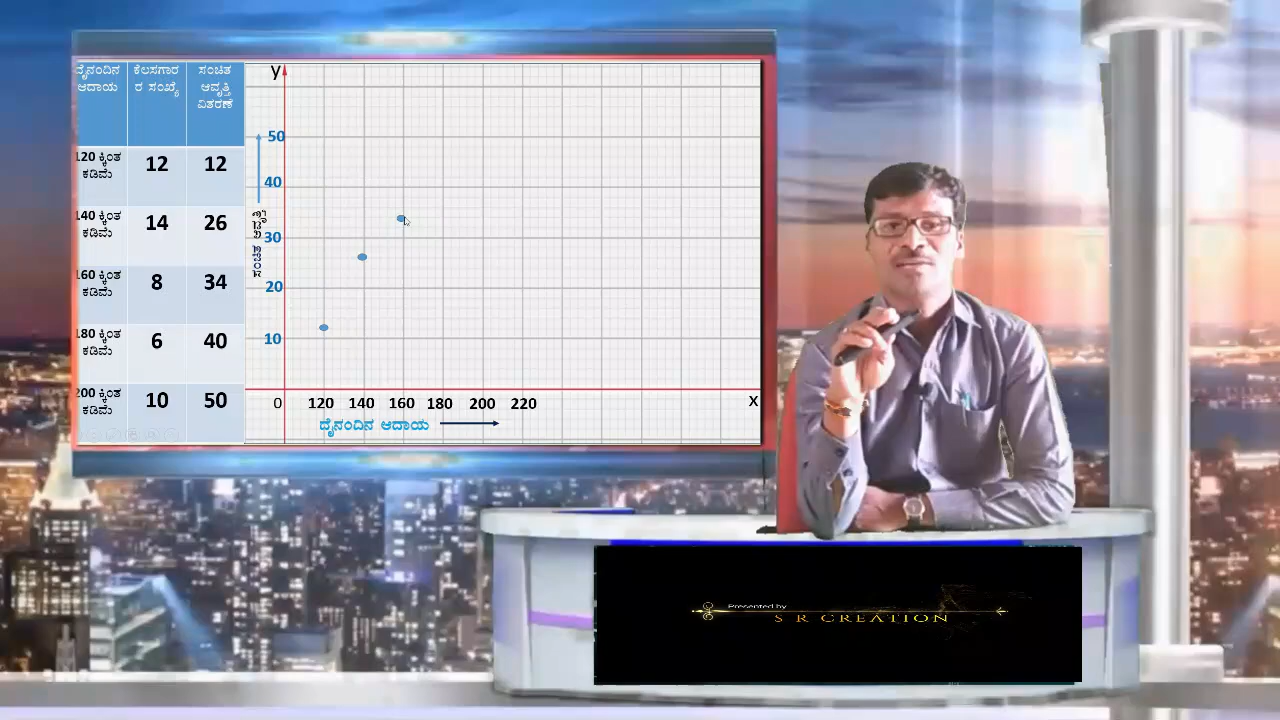 ದೈನಂದಿನ ಆದಾಯ
ಕೆಲಸಗಾರರ ಸಂಖ್ಯೆ
ಸಂಚಿತ ಆವೃತ್ತಿ ವಿತರಣೆ
120 ಕ್ಕಿಂತ ಕಡಿಮೆ 12 12
140 ಕ್ಕಿಂತ ಕಡಿಮೆ 14 26
160 ಕ್ಕಿಂತ ಕಡಿಮೆ 8 34
180 ಕ್ಕಿಂತ ಕಡಿಮೆ 6 40
200 ಕ್ಕಿಂತ ಕಡಿಮೆ 10 50
y
50
40
30
20
10
ಸಂಚಿತ ಆವೃತ್ತಿ
0 120 140 160 180 200 220 x
ದೈನಂದಿನ ಆದಾಯ
Presented by
S R CREATION